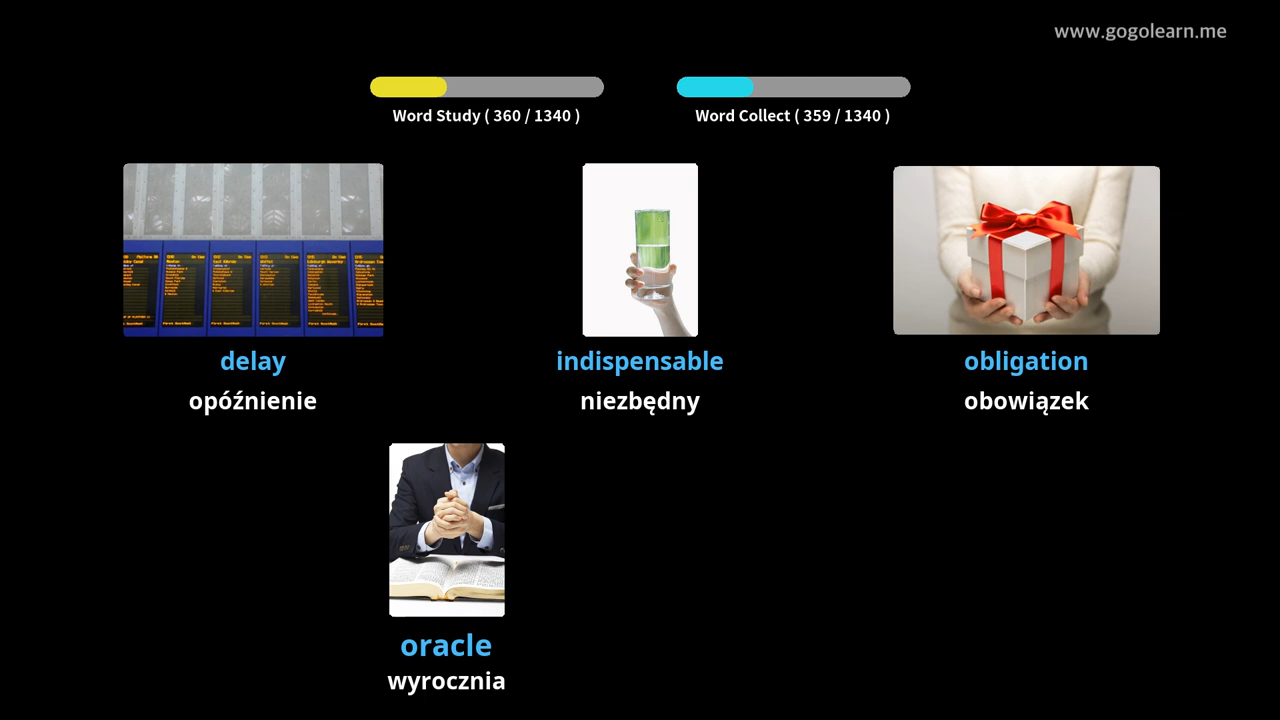 www.gogolearn.me
Word Study ( 360 / 1340 )
Word Collect ( 359 / 1340 )
delay
indispensable
obligation
opóźnienie
niezbędny
obowiązek
oracle
wyrocznia